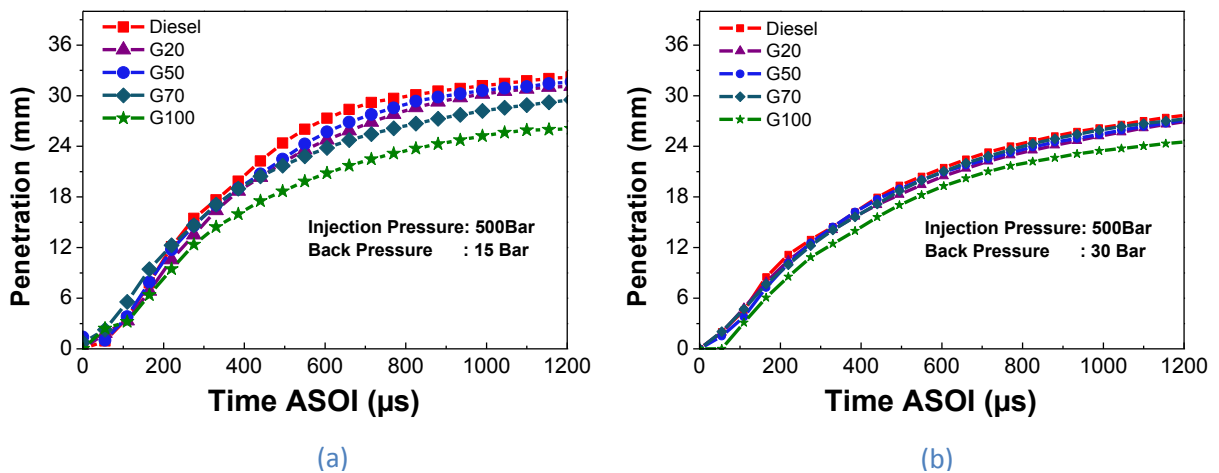 36
30
24
18
12
6
0
Penetration (mm)
Diesel
G20
G50
G70
G100
Injection Pressure: 500Bar
Back Pressure : 15 Bar
0 200 400 600 800 1000 1200
Time ASOI (µs)
(a)
36
30
24
18
12
6
0
Penetration (mm)
Diesel
G20
G50
G70
G100
Injection Pressure: 500Bar
Back Pressure : 30 Bar
0 200 400 600 800 1000 1200
Time ASOI (µs)
(b)